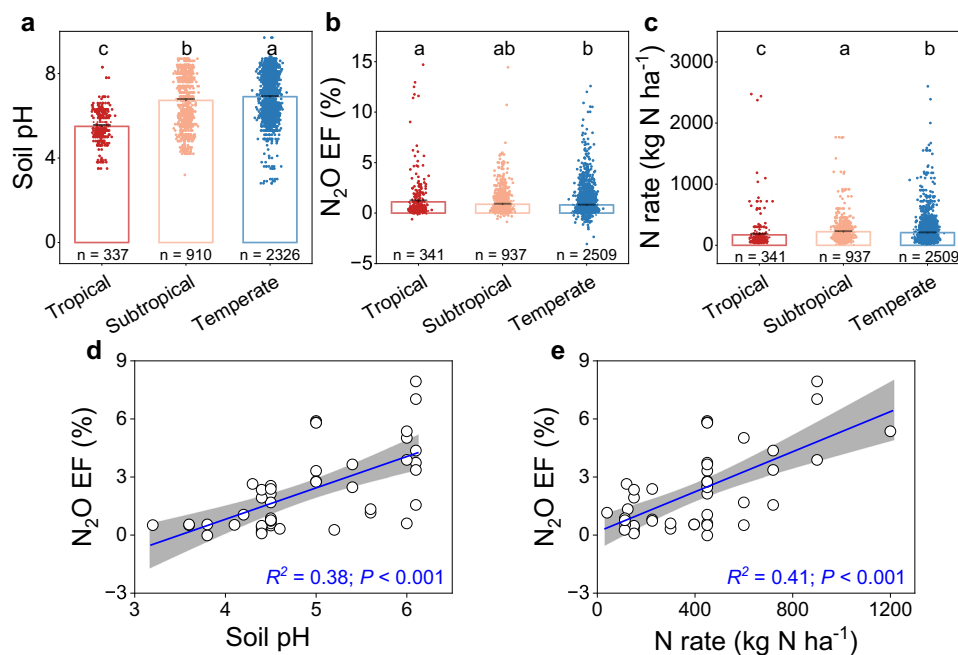 a
Soil pH
8
4
0
c
b
a
n = 337
n = 910
n = 2326
Tropical
Subtropical
Temperate
b
N₂O EF (%)
15
10
5
0
−5
a
ab
b
n = 341
n = 937
n = 2509
Tropical
Subtropical
Temperate
c
N rate (kg N ha⁻¹)
3000
2000
1000
0
c
a
b
n = 341
n = 937
n = 2509
Tropical
Subtropical
Temperate
d
N₂O EF (%)
9
6
3
0
−3
R² = 0.38; P < 0.001
3
4
5
6
Soil pH
e
N₂O EF (%)
9
6
3
0
−3
R² = 0.41; P < 0.001
0
400
800
1200
N rate (kg N ha⁻¹)